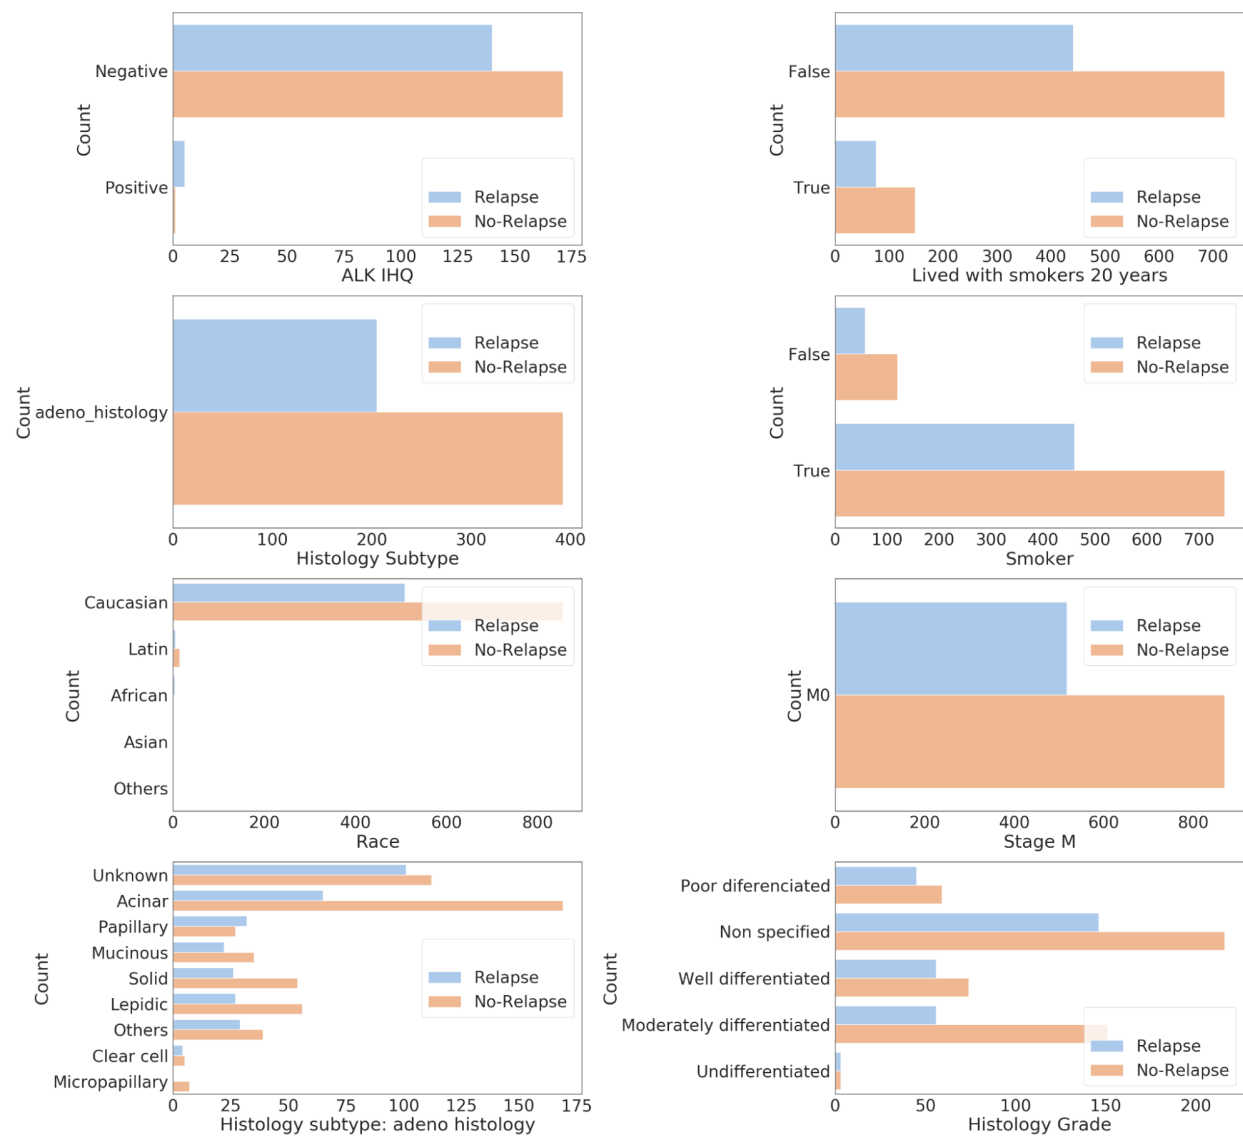 Count
Negative
Positive
Relapse
No-Relapse
0 25 50 75 100 125 150 175
ALK IHQ
Count
False
True
Relapse
No-Relapse
0 100 200 300 400 500 600 700
Lived with smokers 20 years
Count
adeno_histology
Relapse
No-Relapse
0 100 200 300 400
Histology Subtype
Count
False
True
Relapse
No-Relapse
0 100 200 300 400 500 600 700
Smoker
Count
Caucasian
Latin
African
Asian
Others
Relapse
No-Relapse
0 200 400 600 800
Race
Count
M0
Relapse
No-Relapse
0 200 400 600 800
Stage M
Count
Unknown
Acinar
Papillary
Mucinous
Solid
Lepidic
Others
Clear cell
Micropapillary
Relapse
No-Relapse
0 25 50 75 100 125 150 175
Histology subtype: adeno histology
Count
Poor diferenciated
Non specified
Well differentiated
Moderately differentiated
Undifferentiated
Relapse
No-Relapse
0 50 100 150 200
Histology Grade